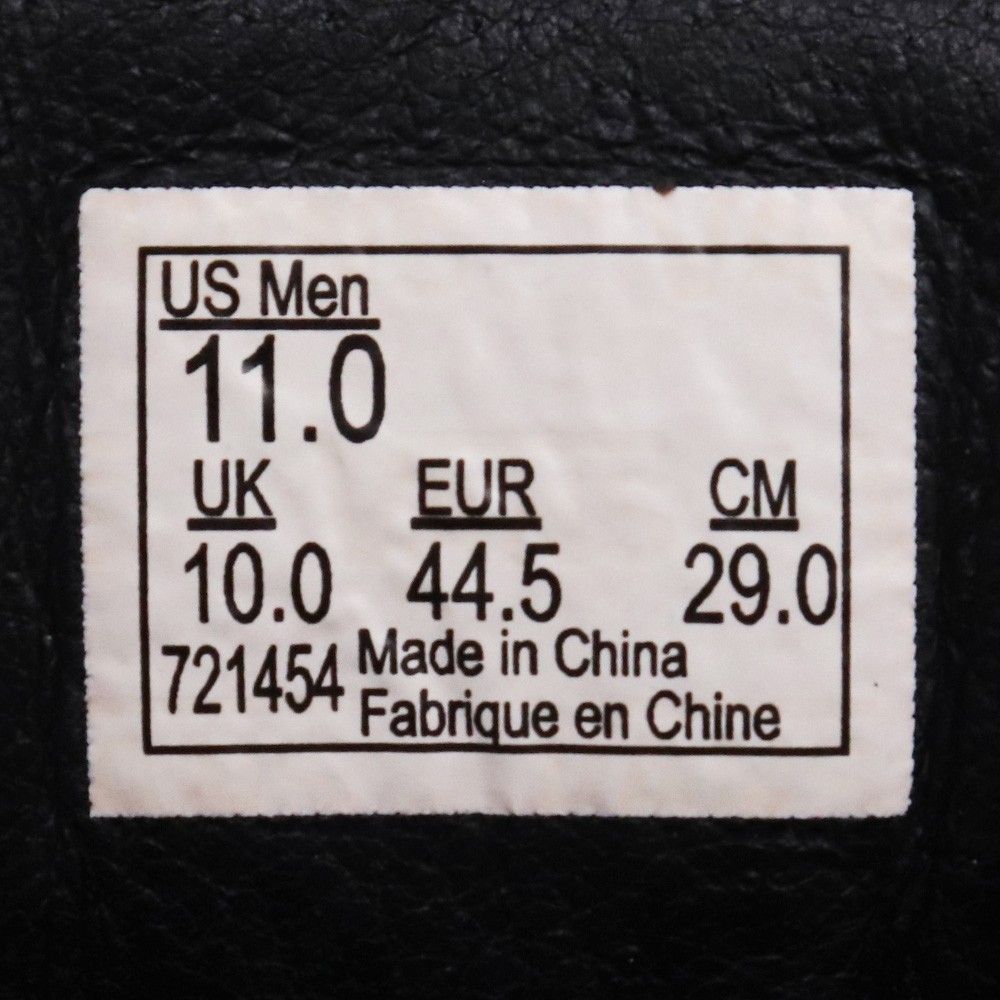 US Men
11.0
UK EUR CM
10.0 44.5 29.0
721454 Made in China
Fabrique en Chine